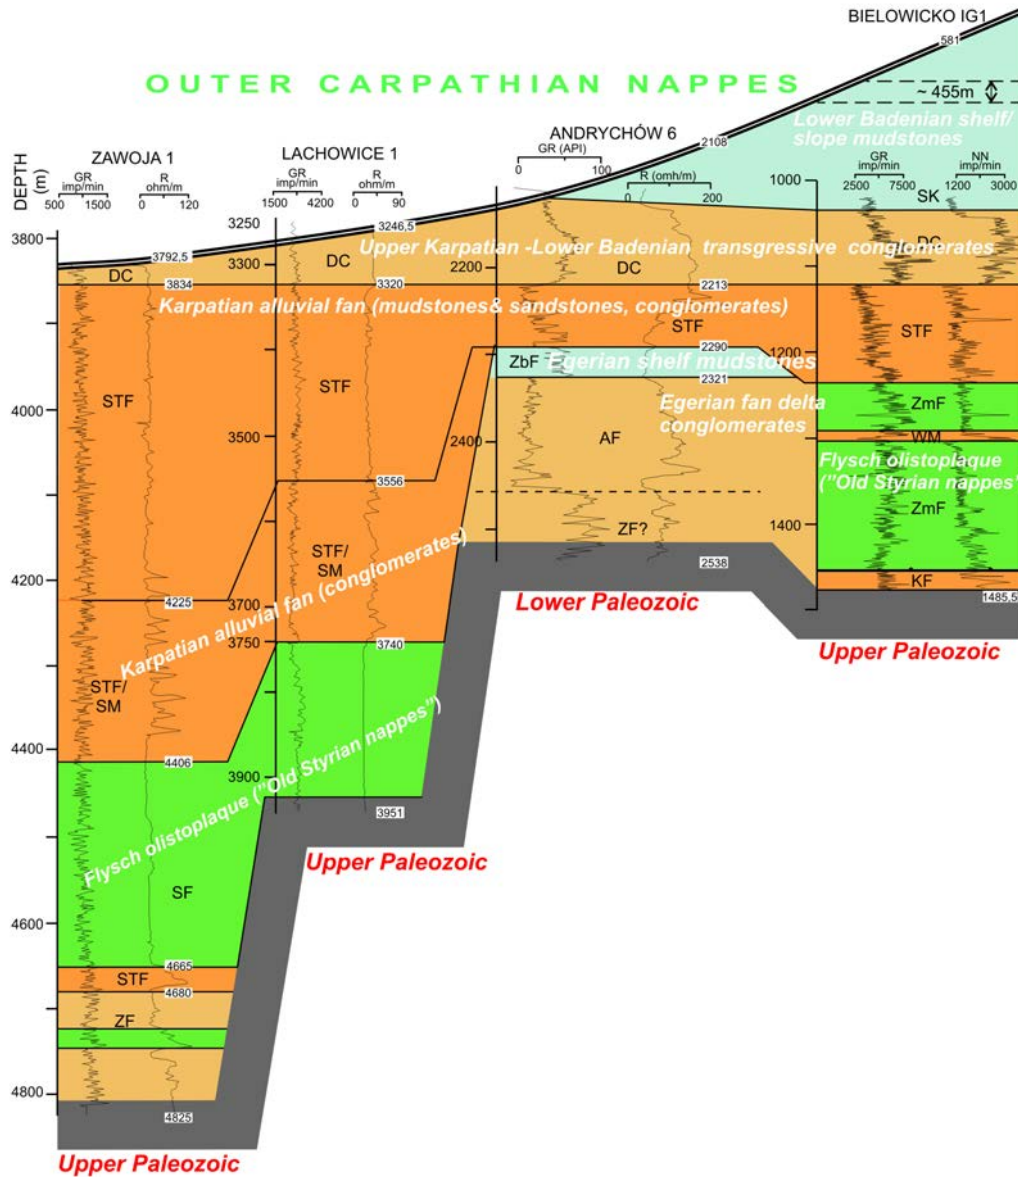 BIELOWICKO IG1
581
OUTER CARPATHIAN NAPPES
~ 455m
Lower Badenian shelf/
slope mudstones
ANDRYCHÓW 6
GR (API)
0 100
2108
R (omh/m)
0 200
ZAWOJA 1
GR
imp/min
500 1500
R
ohm/m
0 120
LACHOWICE 1
GR
imp/min
1500 4200
R
ohm/m
0 90
GR
imp/min
2500 7500
NN
imp/min
1200 3000
DEPTH
(m)
1000
SK
3250
3246,5
3800
3792,5
3300
DC
DC
Upper Karpatian -Lower Badenian transgressive conglomerates
2200
DC
DC
3834
3320
2213
Karpatian alluvial fan (mudstones& sandstones, conglomerates)
STF
STF
STF
STF
2290
1200
ZbF
Egerian shelf mudstones
2321
Egerian fan delta
conglomerates
ZmF
WM
4000
3500
2400
AF
Flysch olistoplaque
("Old Styrian nappes"
ZmF
3556
1400
ZF?
STF/
SM
2538
KF
1485,5
4200
4225
3700
Karpatian alluvial fan (conglomerates)
3750
3740
Lower Paleozoic
Upper Paleozoic
STF/
SM
4400
4406
3900
3951
Flysch olistoplaque ("Old Styrian nappes")
Upper Paleozoic
SF
4600
4665
STF
4680
ZF
4800
4825
Upper Paleozoic